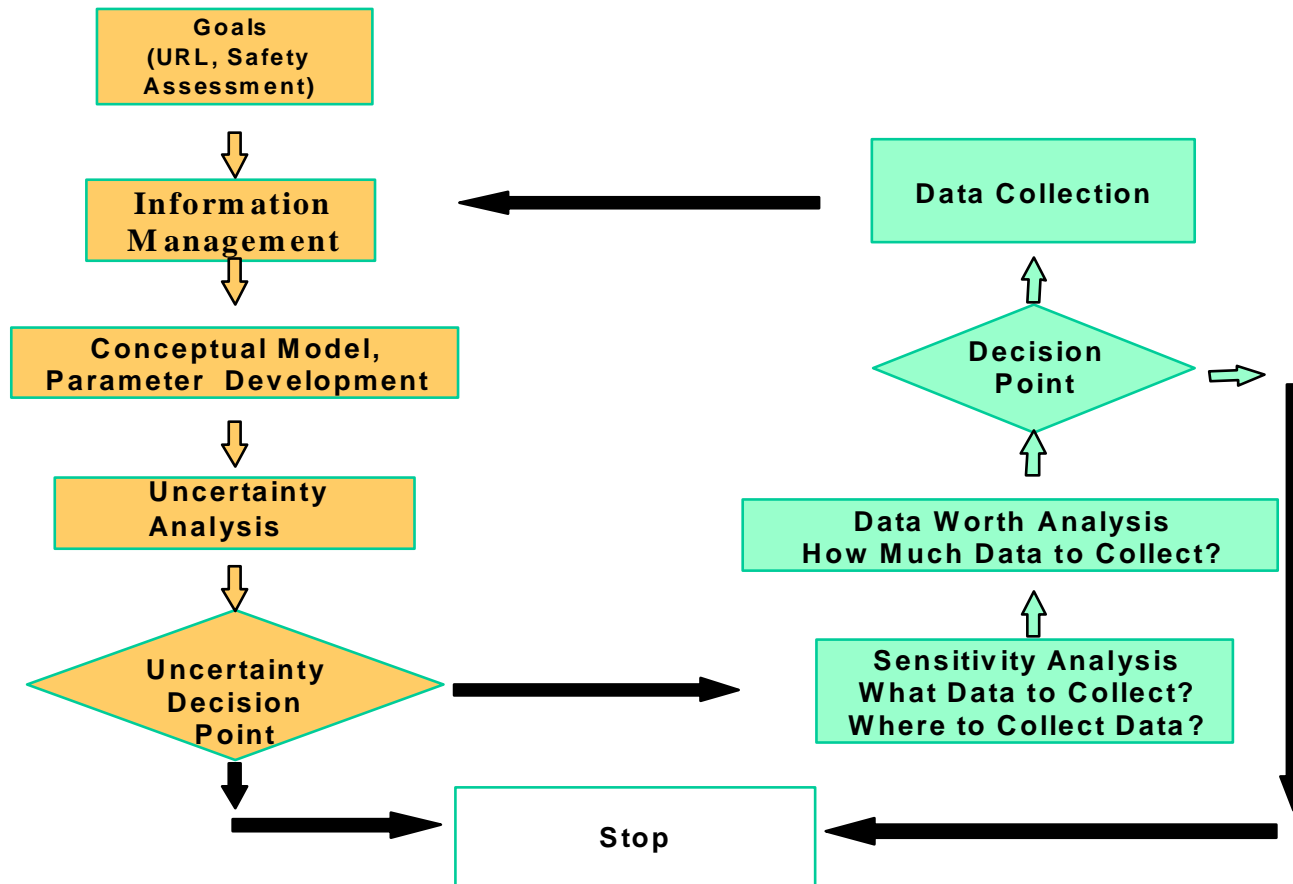 Goals
(URL, Safety
Assessment)
Information
Management
Conceptual Model,
Parameter Development
Uncertainty
Analysis
Uncertainty
Decision
Point
Data Collection
Decision
Point
Data Worth Analysis
How Much Data to Collect?
Sensitivity Analysis
What Data to Collect?
Where to Collect Data?
Stop